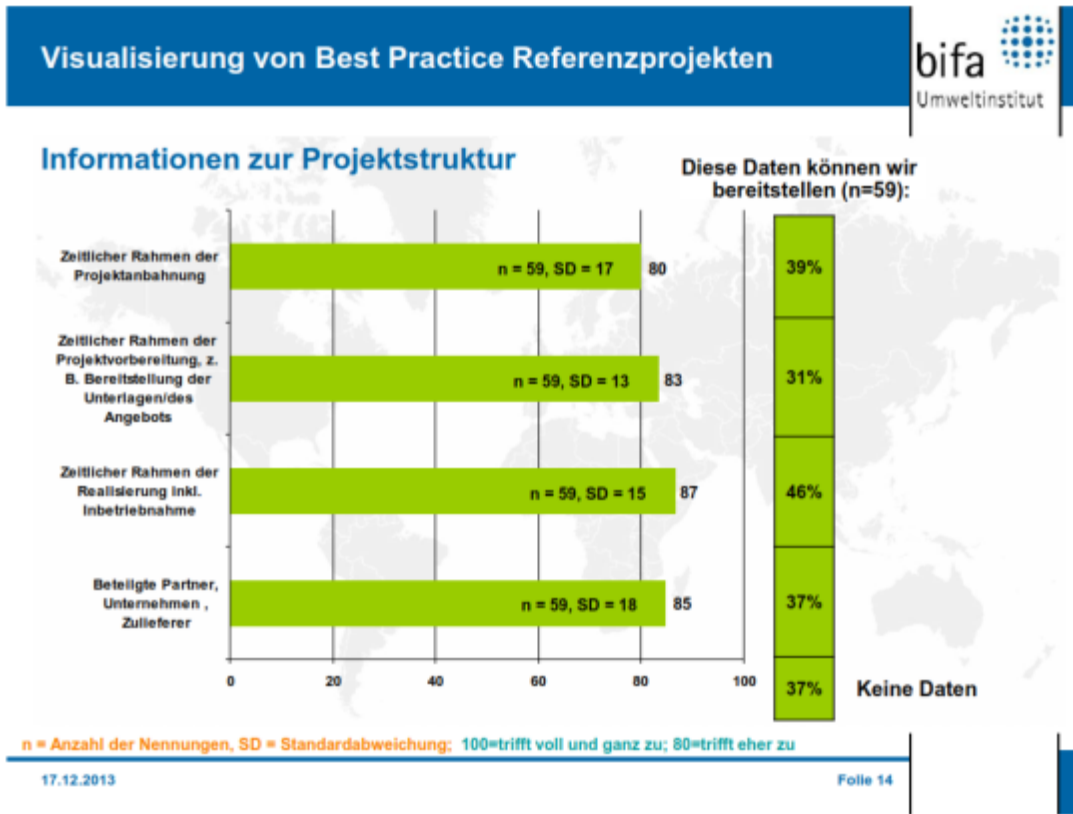 Visualisierung von Best Practice Referenzprojekten
bifa
Umweltinstitut
Informationen zur Projektstruktur
Diese Daten können wir
bereitstellen (n=59):
Zeitlicher Rahmen der
Projektanbahnung
n = 59, SD = 17
80
39%
Zeitlicher Rahmen der
Projektvorbereitung, z.
B. Bereitstellung der
Unterlagen/des
Angebots
n = 59, SD = 13
83
31%
Zeitlicher Rahmen der
Realisierung inkl.
Inbetriebnahme
n = 59, SD = 15
87
46%
Beteiligte Partner,
Unternehmen ,
Zulieferer
n = 59, SD = 18
85
37%
0 20 40 60 80 100
37% Keine Daten
n = Anzahl der Nennungen, SD = Standardabweichung; 100=trifft voll und ganz zu; 80=trifft eher zu
17.12.2013 Folie 14